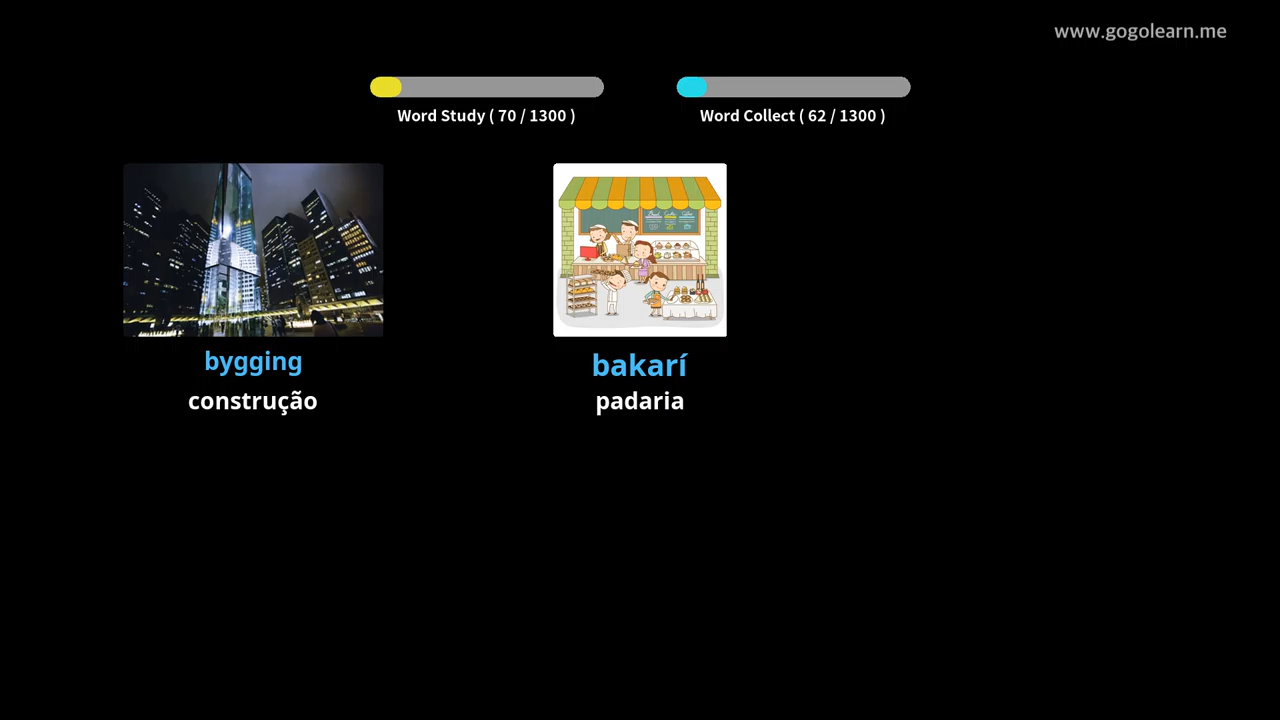 www.gogolearn.me
Word Study ( 70 / 1300 )
Word Collect ( 62 / 1300 )
bygging
construção
bakarí
padaria